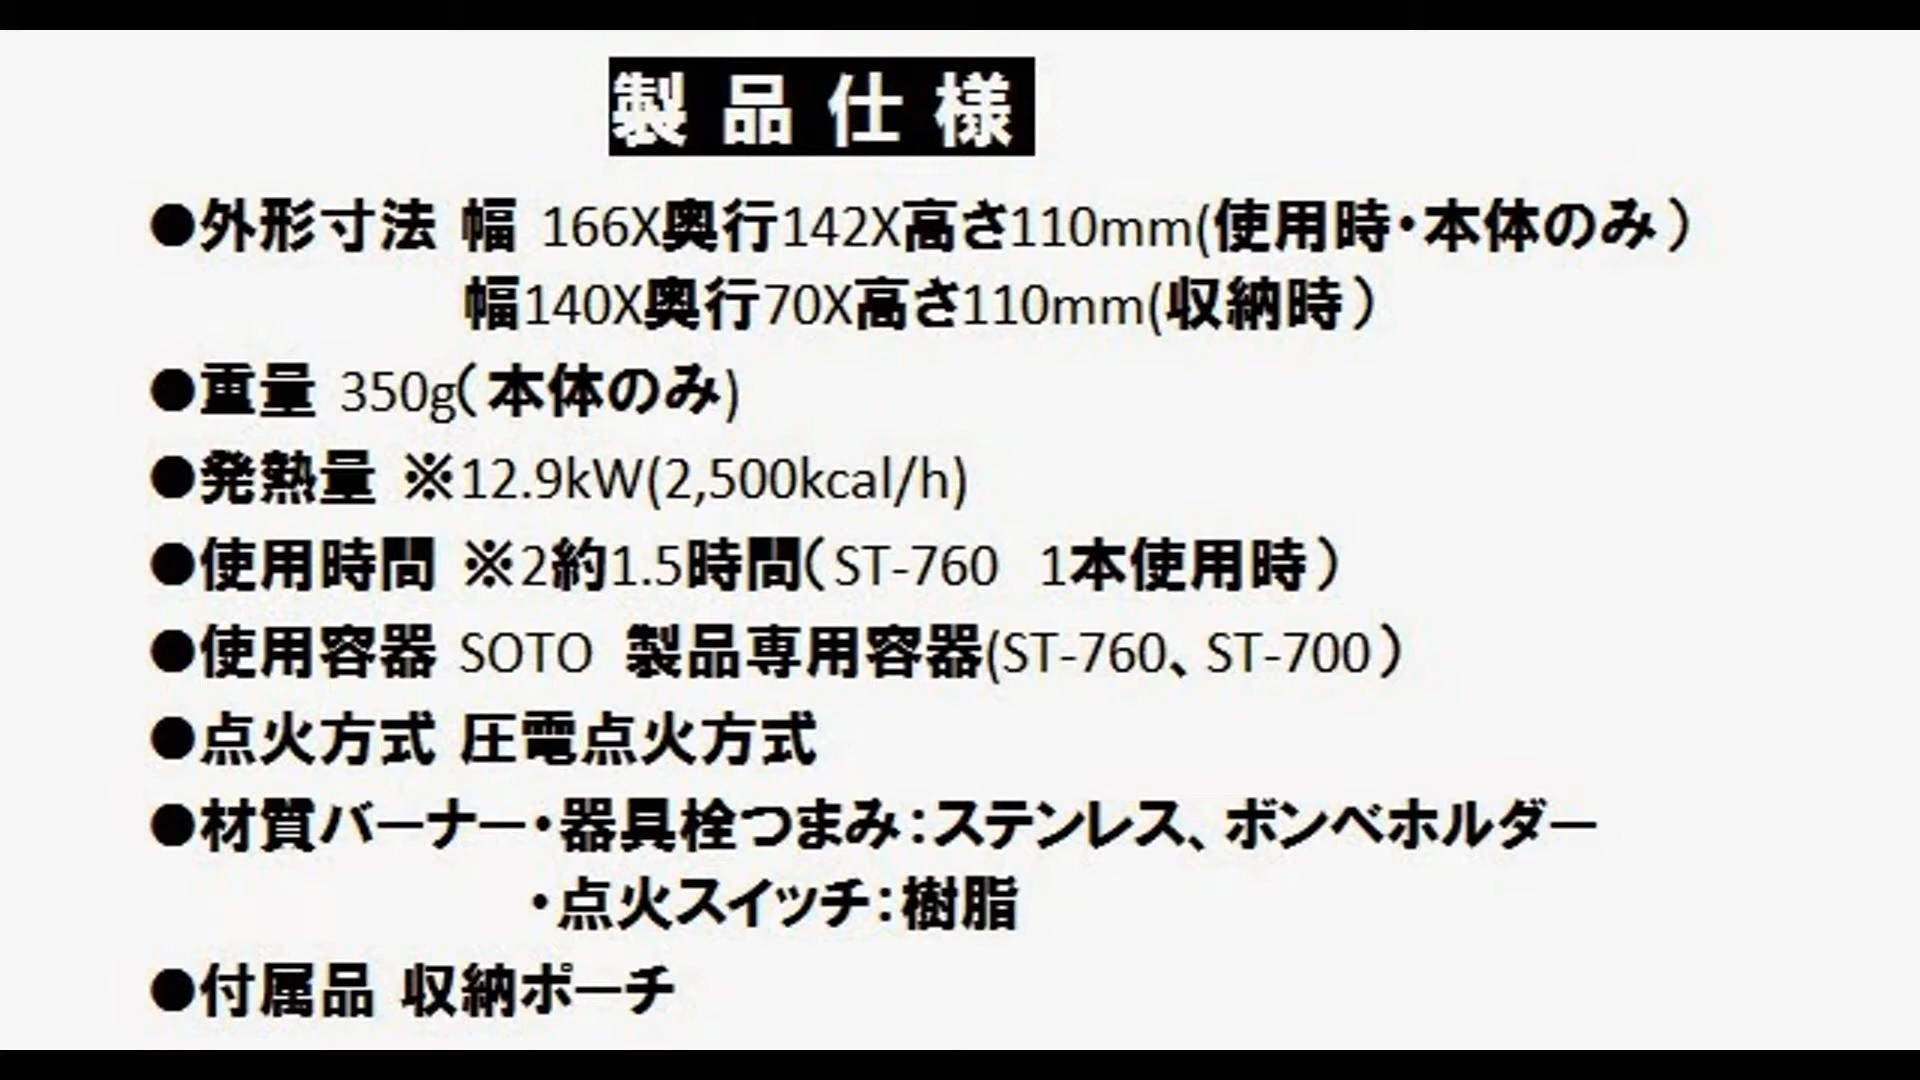 製品仕様
●外形寸法 幅 166X奥行142X高さ110mm(使用時・本体のみ）
幅140X奥行70X高さ110mm(収納時）
●重量 350g（本体のみ)
●発熱量 ※12.9kW(2,500kcal/h)
●使用時間 ※2約1.5時間（ST-760 1本使用時）
●使用容器 SOTO 製品専用容器(ST-760、ST-700）
●点火方式 圧電点火方式
●材質バーナー・器具栓つまみ：ステンレス、ボンベホルダー
・点火スイッチ：樹脂
●付属品 収納ポーチ